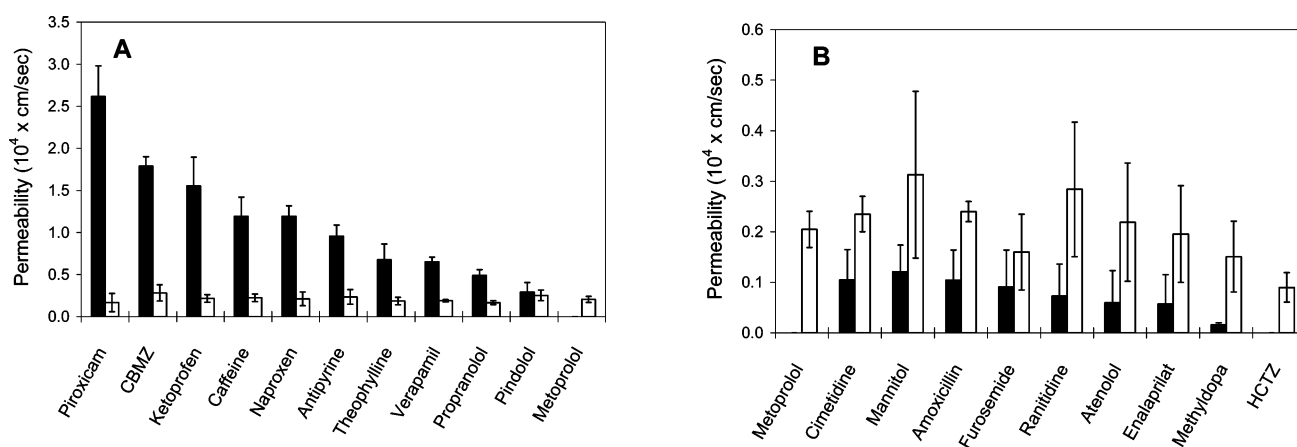 A
Permeability (10⁴ x cm/sec)
3.5
3.0
2.5
2.0
1.5
1.0
0.5
0.0
Piroxicam
CBMZ
Ketoprofen
Caffeine
Naproxen
Antipyrine
Theophylline
Verapamil
Propranolol
Pindolol
Metoprolol
B
Permeability (10⁴ x cm/sec)
0.6
0.5
0.4
0.3
0.2
0.1
0.0
Metoprolol
Cimetidine
Mannitol
Amoxicillin
Furosemide
Ranitidine
Atenolol
Enalaprilat
Methyldopa
HCTZ